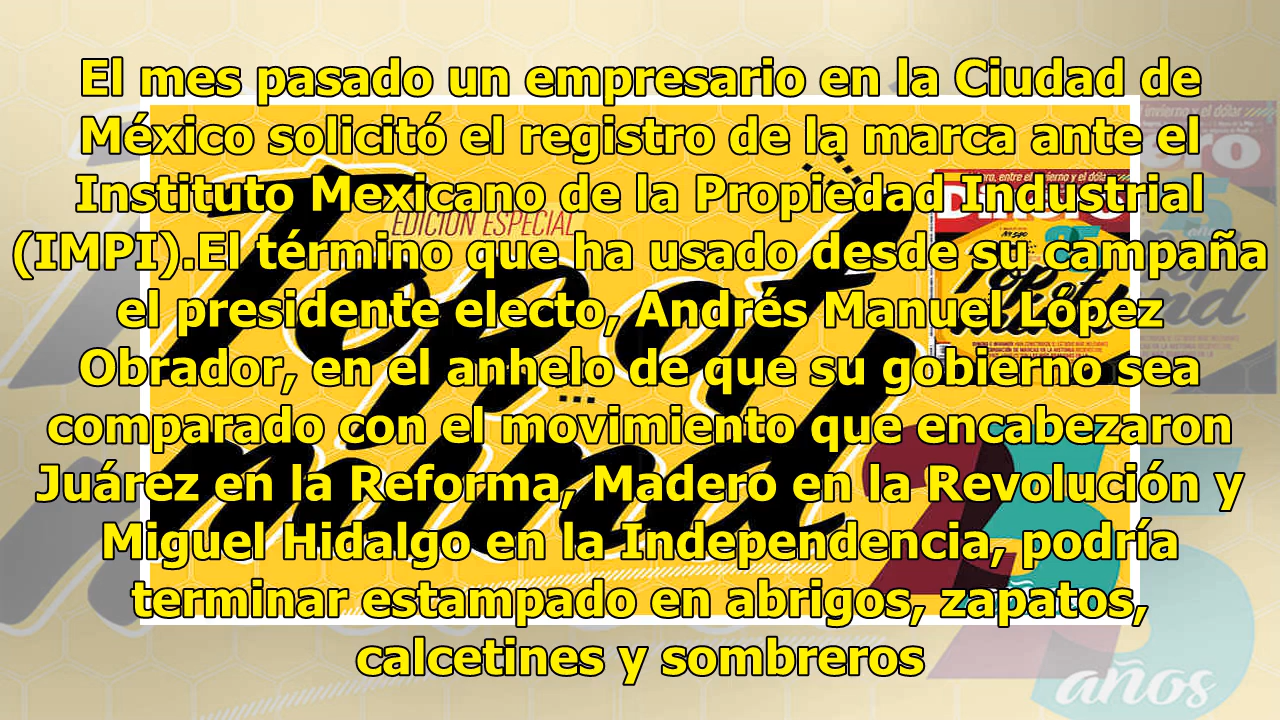 El mes pasado un empresario en la Ciudad de
México solicitó el registro de la marca ante el
Instituto Mexicano de la Propiedad Industrial
(IMPI).El término que ha usado desde su campaña
el presidente electo, Andrés Manuel López
Obrador, en el anhelo de que su gobierno sea
comparado con el movimiento que encabezaron
Juárez en la Reforma, Madero en la Revolución y
Miguel Hidalgo en la Independencia, podría
terminar estampado en abrigos, zapatos,
calcetines y sombreros
EDICIÓN ESPECIAL
Top of
mind
25
años